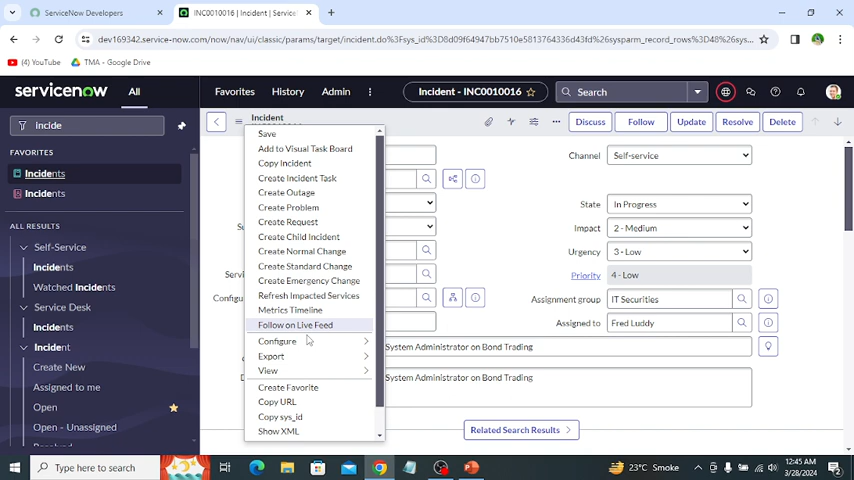 ServiceNow Developers
INC0010016 | Incident | Service
dev169342.service-now.com/now/nav/ui/classic/params/target/incident.do%3Fsys_id%3D8d09f64947bb7510e5813764336d43fd%26sysparm_record_rows%3D48%26sys...
(4) YouTube
TMA - Google Drive
servicenow
All
Favorites
History
Admin
Incident - INC0010016
Search
Incide
FAVORITES
Incidents
Incidents
ALL RESULTS
Self-Service
Incidents
Watched Incidents
Service Desk
Incidents
Incident
Create New
Assigned to me
Open
Open - Unassigned
Resolved
Incident
Discuss
Follow
Update
Resolve
Delete
Save
Add to Visual Task Board
Copy Incident
Create Incident Task
Create Outage
Create Problem
Create Request
Create Child Incident
Create Normal Change
Create Standard Change
Create Emergency Change
Refresh Impacted Services
Metrics Timeline
Follow on Live Feed
Configure
Export
View
Create Favorite
Copy URL
Copy sys_id
Show XML
Su
Servic
Configu
Channel
Self-service
State
In Progress
Impact
2 - Medium
Urgency
3 - Low
Priority
4 - Low
Assignment group
IT Securities
Assigned to
Fred Luddy
System Administrator on Bond Trading
System Administrator on Bond Trading
Related Search Results
Type here to search
23°C Smoke
12:45 AM
3/28/2024